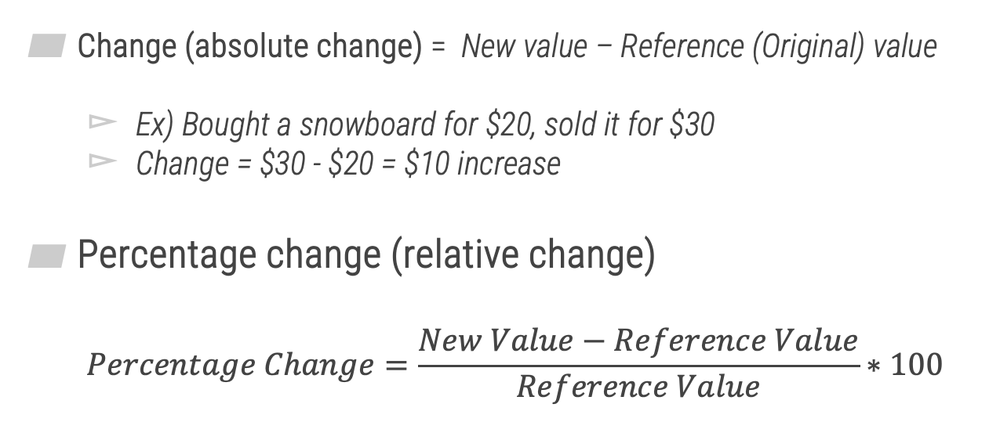 Change (absolute change) = New value – Reference (Original) value
Ex) Bought a snowboard for $20, sold it for $30
Change = $30 - $20 = $10 increase
Percentage change (relative change)
Percentage Change = (New Value − Reference Value) / Reference Value * 100